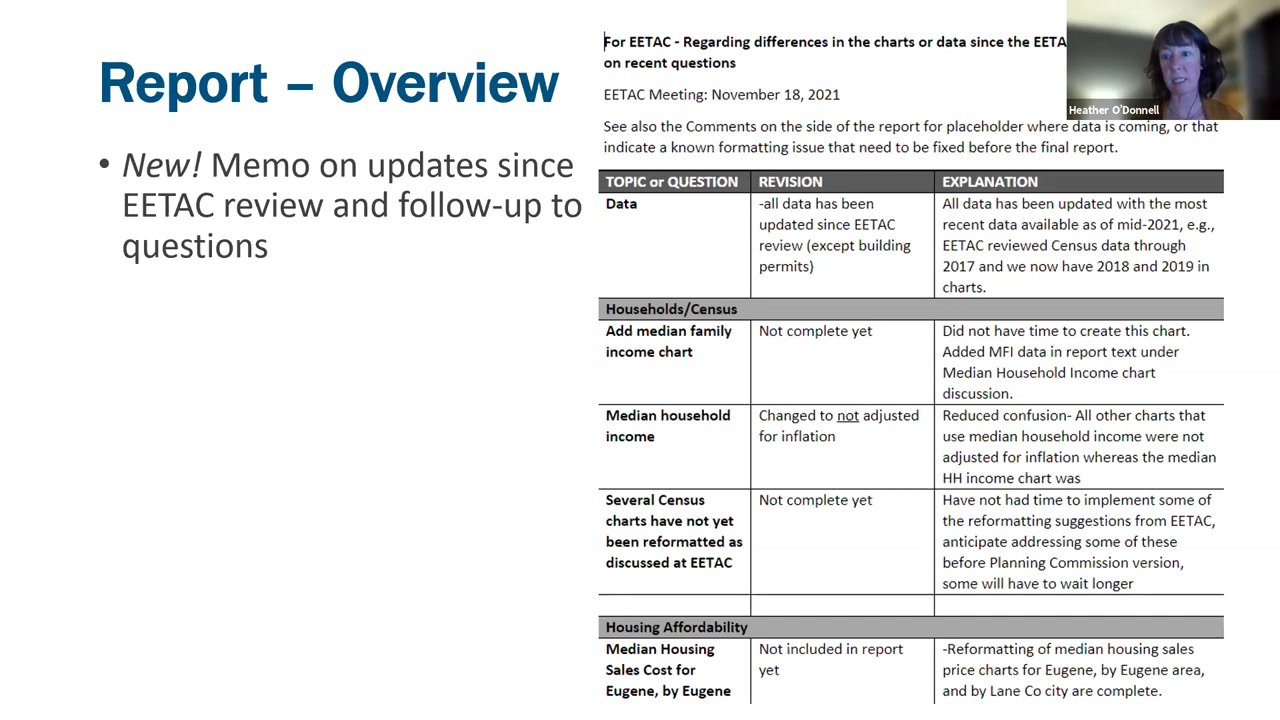 Report – Overview
• New! Memo on updates since
EETAC review and follow-up to
questions
For EETAC - Regarding differences in the charts or data since the EETA
on recent questions
EETAC Meeting: November 18, 2021
See also the Comments on the side of the report for placeholder where data is coming, or that
indicate a known formatting issue that need to be fixed before the final report.
TOPIC or QUESTION REVISION EXPLANATION
Data
-all data has been
updated since EETAC
review (except building
permits)
All data has been updated with the most
recent data available as of mid-2021, e.g.,
EETAC reviewed Census data through
2017 and we now have 2018 and 2019 in
charts.
Households/Census
Add median family
income chart
Not complete yet
Did not have time to create this chart.
Added MFI data in report text under
Median Household Income chart
discussion.
Median household
income
Changed to not adjusted
for inflation
Reduced confusion- All other charts that
use median household income were not
adjusted for inflation whereas the median
HH income chart was
Several Census
charts have not yet
been reformatted as
discussed at EETAC
Not complete yet
Have not had time to implement some of
the reformatting suggestions from EETAC,
anticipate addressing some of these
before Planning Commission version,
some will have to wait longer
Housing Affordability
Median Housing
Sales Cost for
Eugene, by Eugene
Not included in report
yet
-Reformatting of median housing sales
price charts for Eugene, by Eugene area,
and by Lane Co city are complete.
Heather O'Donnell